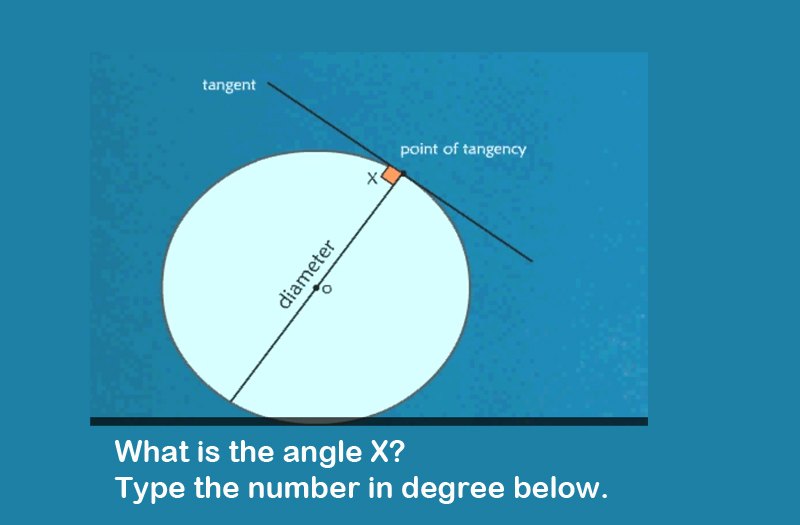 tangent
point of tangency
X
diameter
o
What is the angle X?
Type the number in degree below.